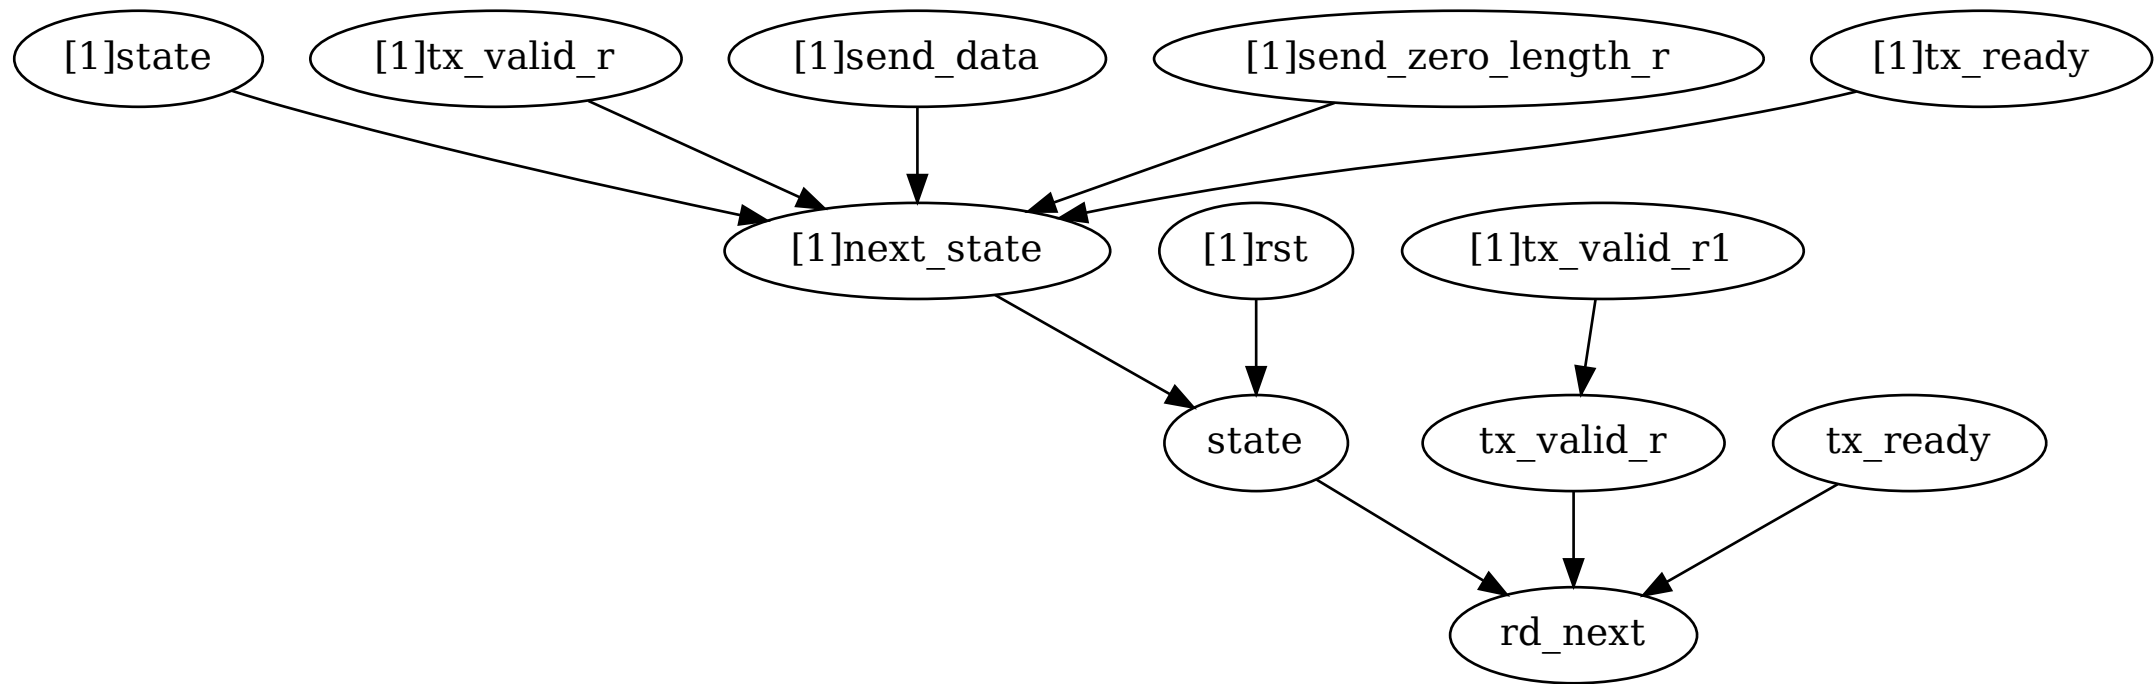 [1]state
[1]tx_valid_r
[1]send_data
[1]send_zero_length_r
[1]tx_ready
[1]next_state
[1]rst
[1]tx_valid_r1
state
tx_valid_r
tx_ready
rd_next